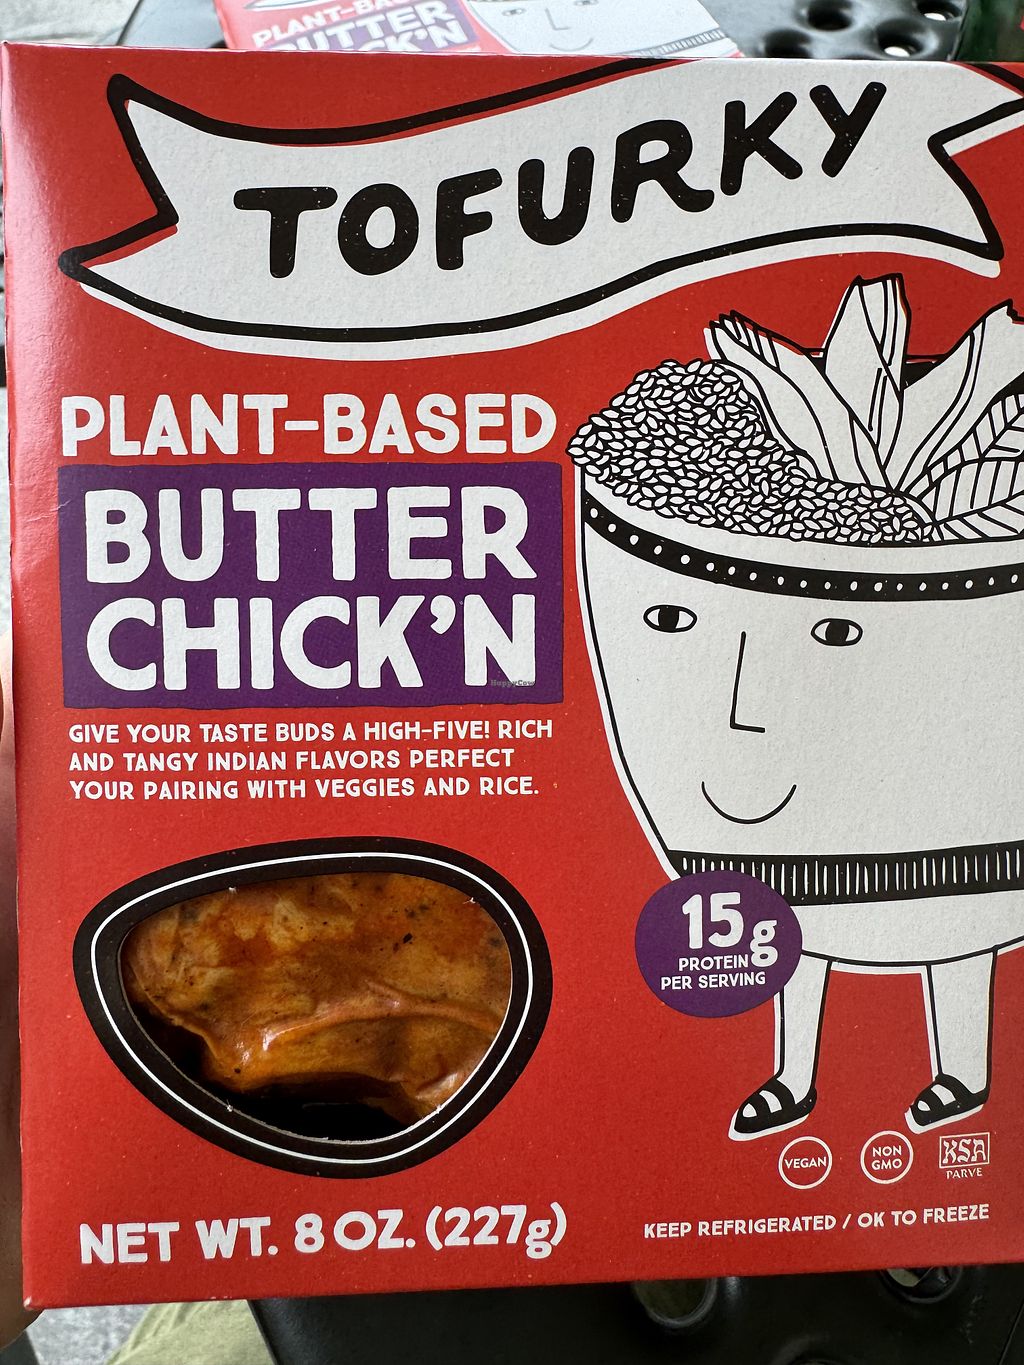 PLANT-BASED
BUTTER
CK'N
TOFURKY
PLANT-BASED
BUTTER
CHICK'N
HappyCow
GIVE YOUR TASTE BUDS A HIGH-FIVE! RICH
AND TANGY INDIAN FLAVORS PERFECT
YOUR PAIRING WITH VEGGIES AND RICE.
15g
PROTEIN
PER SERVING
VEGAN
NON
GMO
KSA
PARVE
NET WT. 8 OZ. (227g)
KEEP REFRIGERATED / OK TO FREEZE